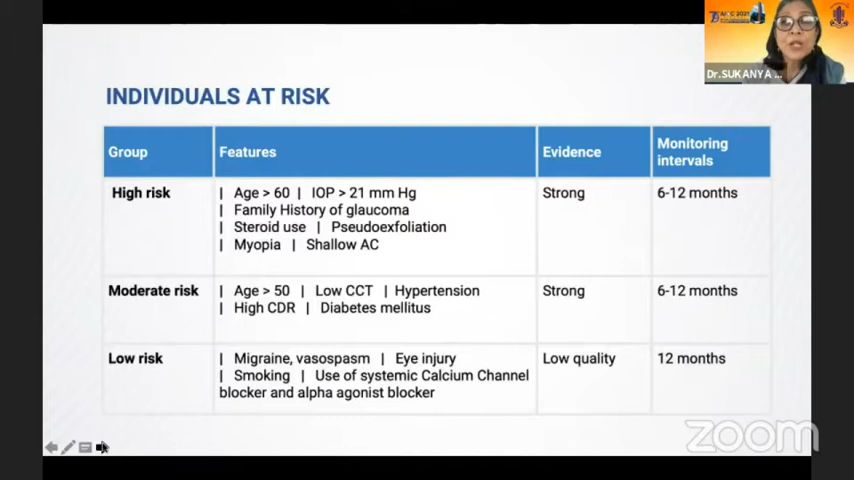 AIOC 2021
Dr.SUKANYA ...
INDIVIDUALS AT RISK
Group
Features
Evidence
Monitoring
intervals
High risk
| Age > 60 | IOP > 21 mm Hg
| Family History of glaucoma
| Steroid use | Pseudoexfoliation
| Myopia | Shallow AC
Strong
6-12 months
Moderate risk
| Age > 50 | Low CCT | Hypertension
| High CDR | Diabetes mellitus
Strong
6-12 months
Low risk
| Migraine, vasospasm | Eye injury
| Smoking | Use of systemic Calcium Channel
blocker and alpha agonist blocker
Low quality
12 months
zoom